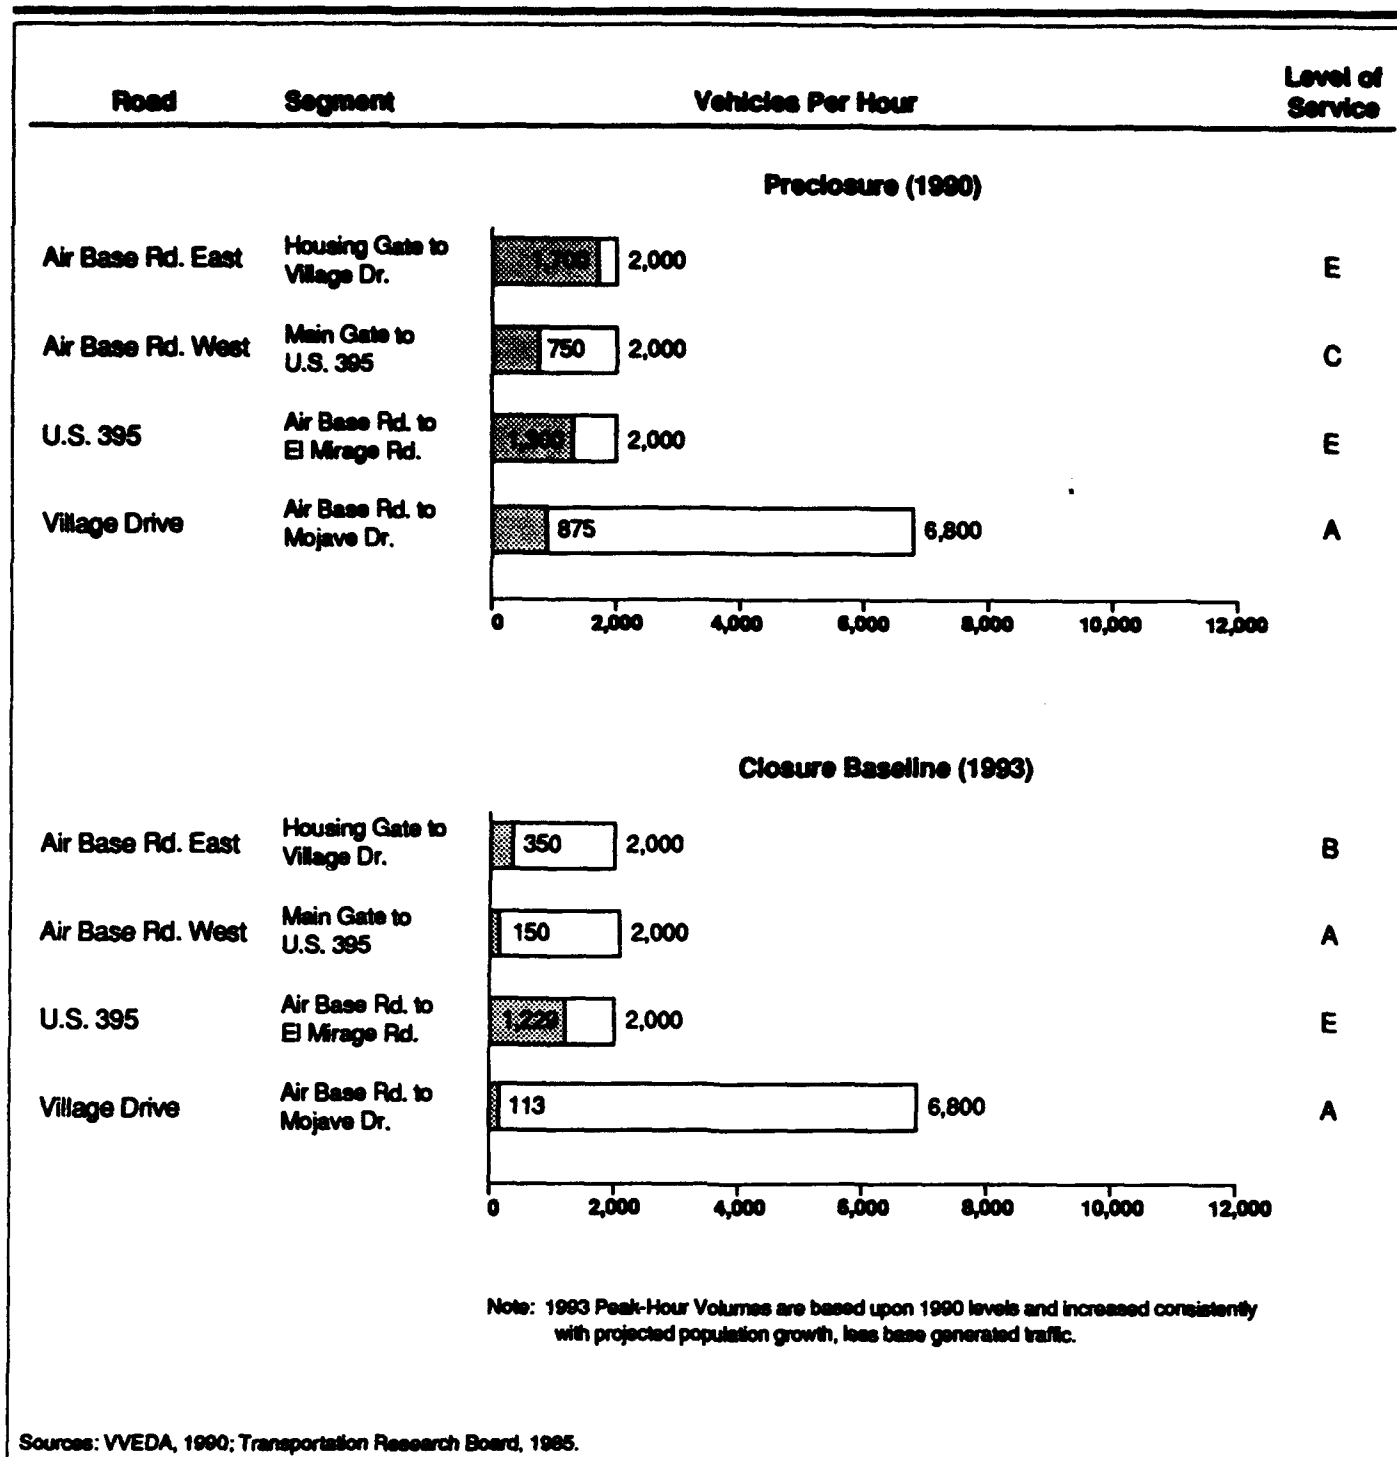 Road Segment Vehicles Per Hour Level of Service
Preclosure (1990)
Air Base Rd. East Housing Gate to Village Dr. 1,700 2,000 E
Air Base Rd. West Main Gate to U.S. 395 750 2,000 C
U.S. 395 Air Base Rd. to El Mirage Rd. 1,300 2,000 E
Village Drive Air Base Rd. to Mojave Dr. 875 6,800 A
0 2,000 4,000 6,000 8,000 10,000 12,000
Closure Baseline (1993)
Air Base Rd. East Housing Gate to Village Dr. 350 2,000 B
Air Base Rd. West Main Gate to U.S. 395 150 2,000 A
U.S. 395 Air Base Rd. to El Mirage Rd. 2,000 E
Village Drive Air Base Rd. to Mojave Dr. 113 6,800 A
0 2,000 4,000 6,000 8,000 10,000 12,000
Note: 1993 Peak-Hour Volumes are based upon 1990 levels and increased consistently
with projected population growth, less base generated traffic.
Sources: VVEDA, 1990; Transportation Research Board, 1985.